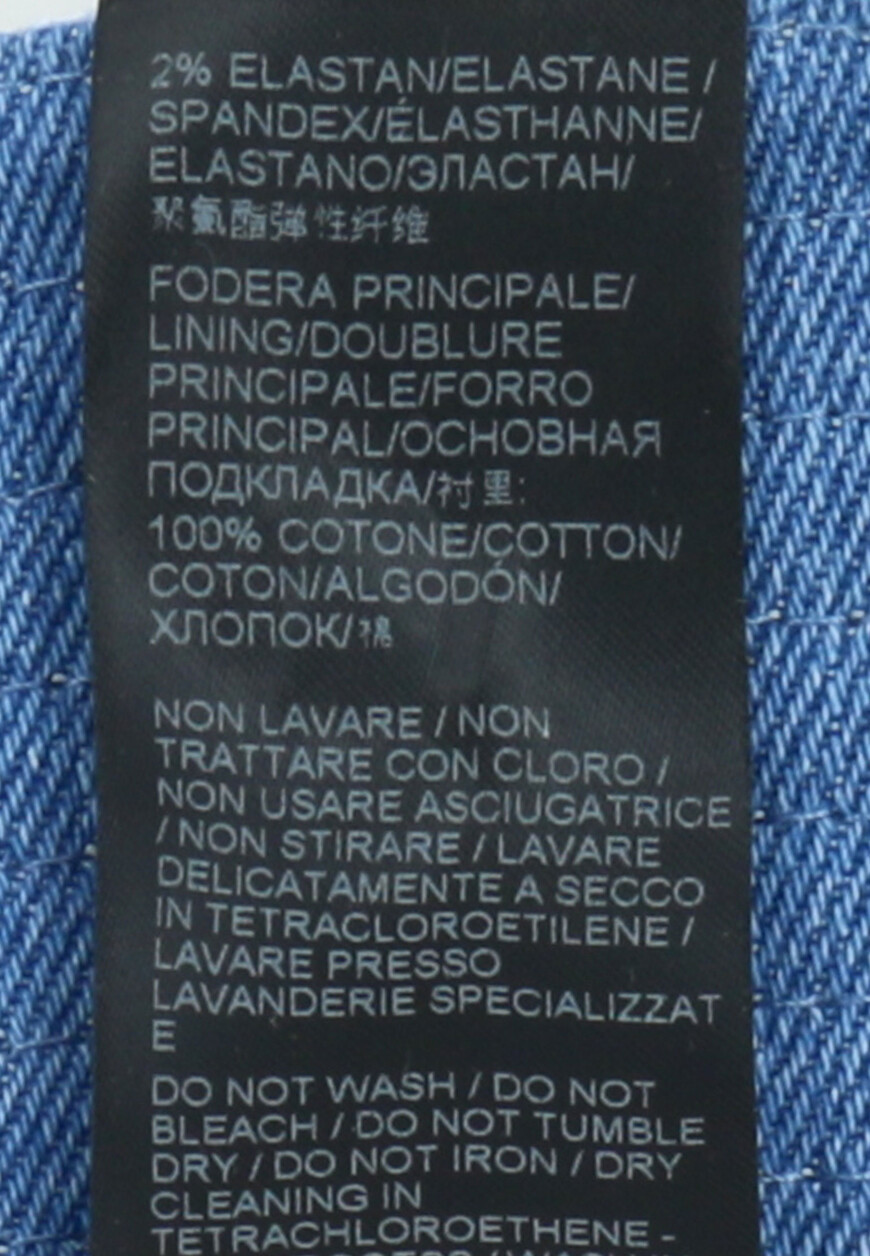 2% ELASTAN/ELASTANE /
SPANDEX/ÉLASTHANNE/
ELASTANO/ЭЛАСТАН/
聚氨酯弹性纤维
FODERA PRINCIPALE/
LINING/DOUBLURE
PRINCIPALE/FORRO
PRINCIPAL/ОСНОВНАЯ
ПОДКЛАДКА/衬里:
100% COTONE/COTTON/
COTON/ALGODÓN/
ХЛОПОК/棉
NON LAVARE / NON
TRATTARE CON CLORO /
NON USARE ASCIUGATRICE
/ NON STIRARE / LAVARE
DELICATAMENTE A SECCO
IN TETRACLOROETILENE /
LAVARE PRESSO
LAVANDERIE SPECIALIZZAT
E
DO NOT WASH / DO NOT
BLEACH / DO NOT TUMBLE
DRY / DO NOT IRON / DRY
CLEANING IN
TETRACHLOROETHENE -